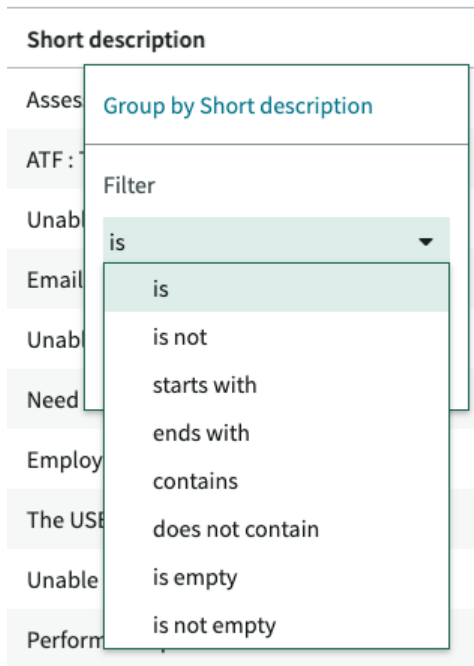 Short description
Asses
Group by Short description
ATF :
Filter
Unabl
is
Email
is
Unabl
is not
starts with
Need
ends with
Employ
contains
The USE
does not contain
Unable
is empty
is not empty
Perform